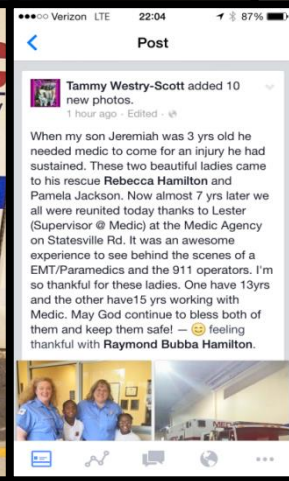 Verizon LTE 22:04 87%
Post
Tammy Westry-Scott added 10
new photos.
1 hour ago · Edited ·
When my son Jeremiah was 3 yrs old he
needed medic to come for an injury he had
sustained. These two beautiful ladies came
to his rescue Rebecca Hamilton and
Pamela Jackson. Now almost 7 yrs later we
all were reunited today thanks to Lester
(Supervisor @ Medic) at the Medic Agency
on Statesville Rd. It was an awesome
experience to see behind the scenes of a
EMT/Paramedics and the 911 operators. I'm
so thankful for these ladies. One have 13yrs
and the other have15 yrs working with
Medic. May God continue to bless both of
them and keep them safe! — 😊 feeling
thankful with Raymond Bubba Hamilton.